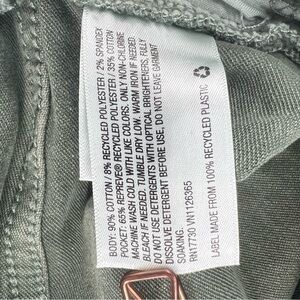 BODY: 90% COTTON / 8% RECYCLED POLYESTER / 2% SPANDEX
POCKET: 65% REPREVE® RECYCLED POLYESTER / 35% COTTON
MACHINE WASH COLD WITH LIKE COLORS. ONLY NON-CHLORINE
BLEACH IF NEEDED. TUMBLE DRY LOW. WARM IRON IF NEEDED.
DO NOT USE DETERGENTS WITH OPTICAL BRIGHTENERS. FULLY
DISSOLVE DETERGENT BEFORE USE. DO NOT LEAVE GARMENT
SOAKING.
RN17730 VN1126365
LABEL MADE FROM 100% RECYCLED PLASTIC